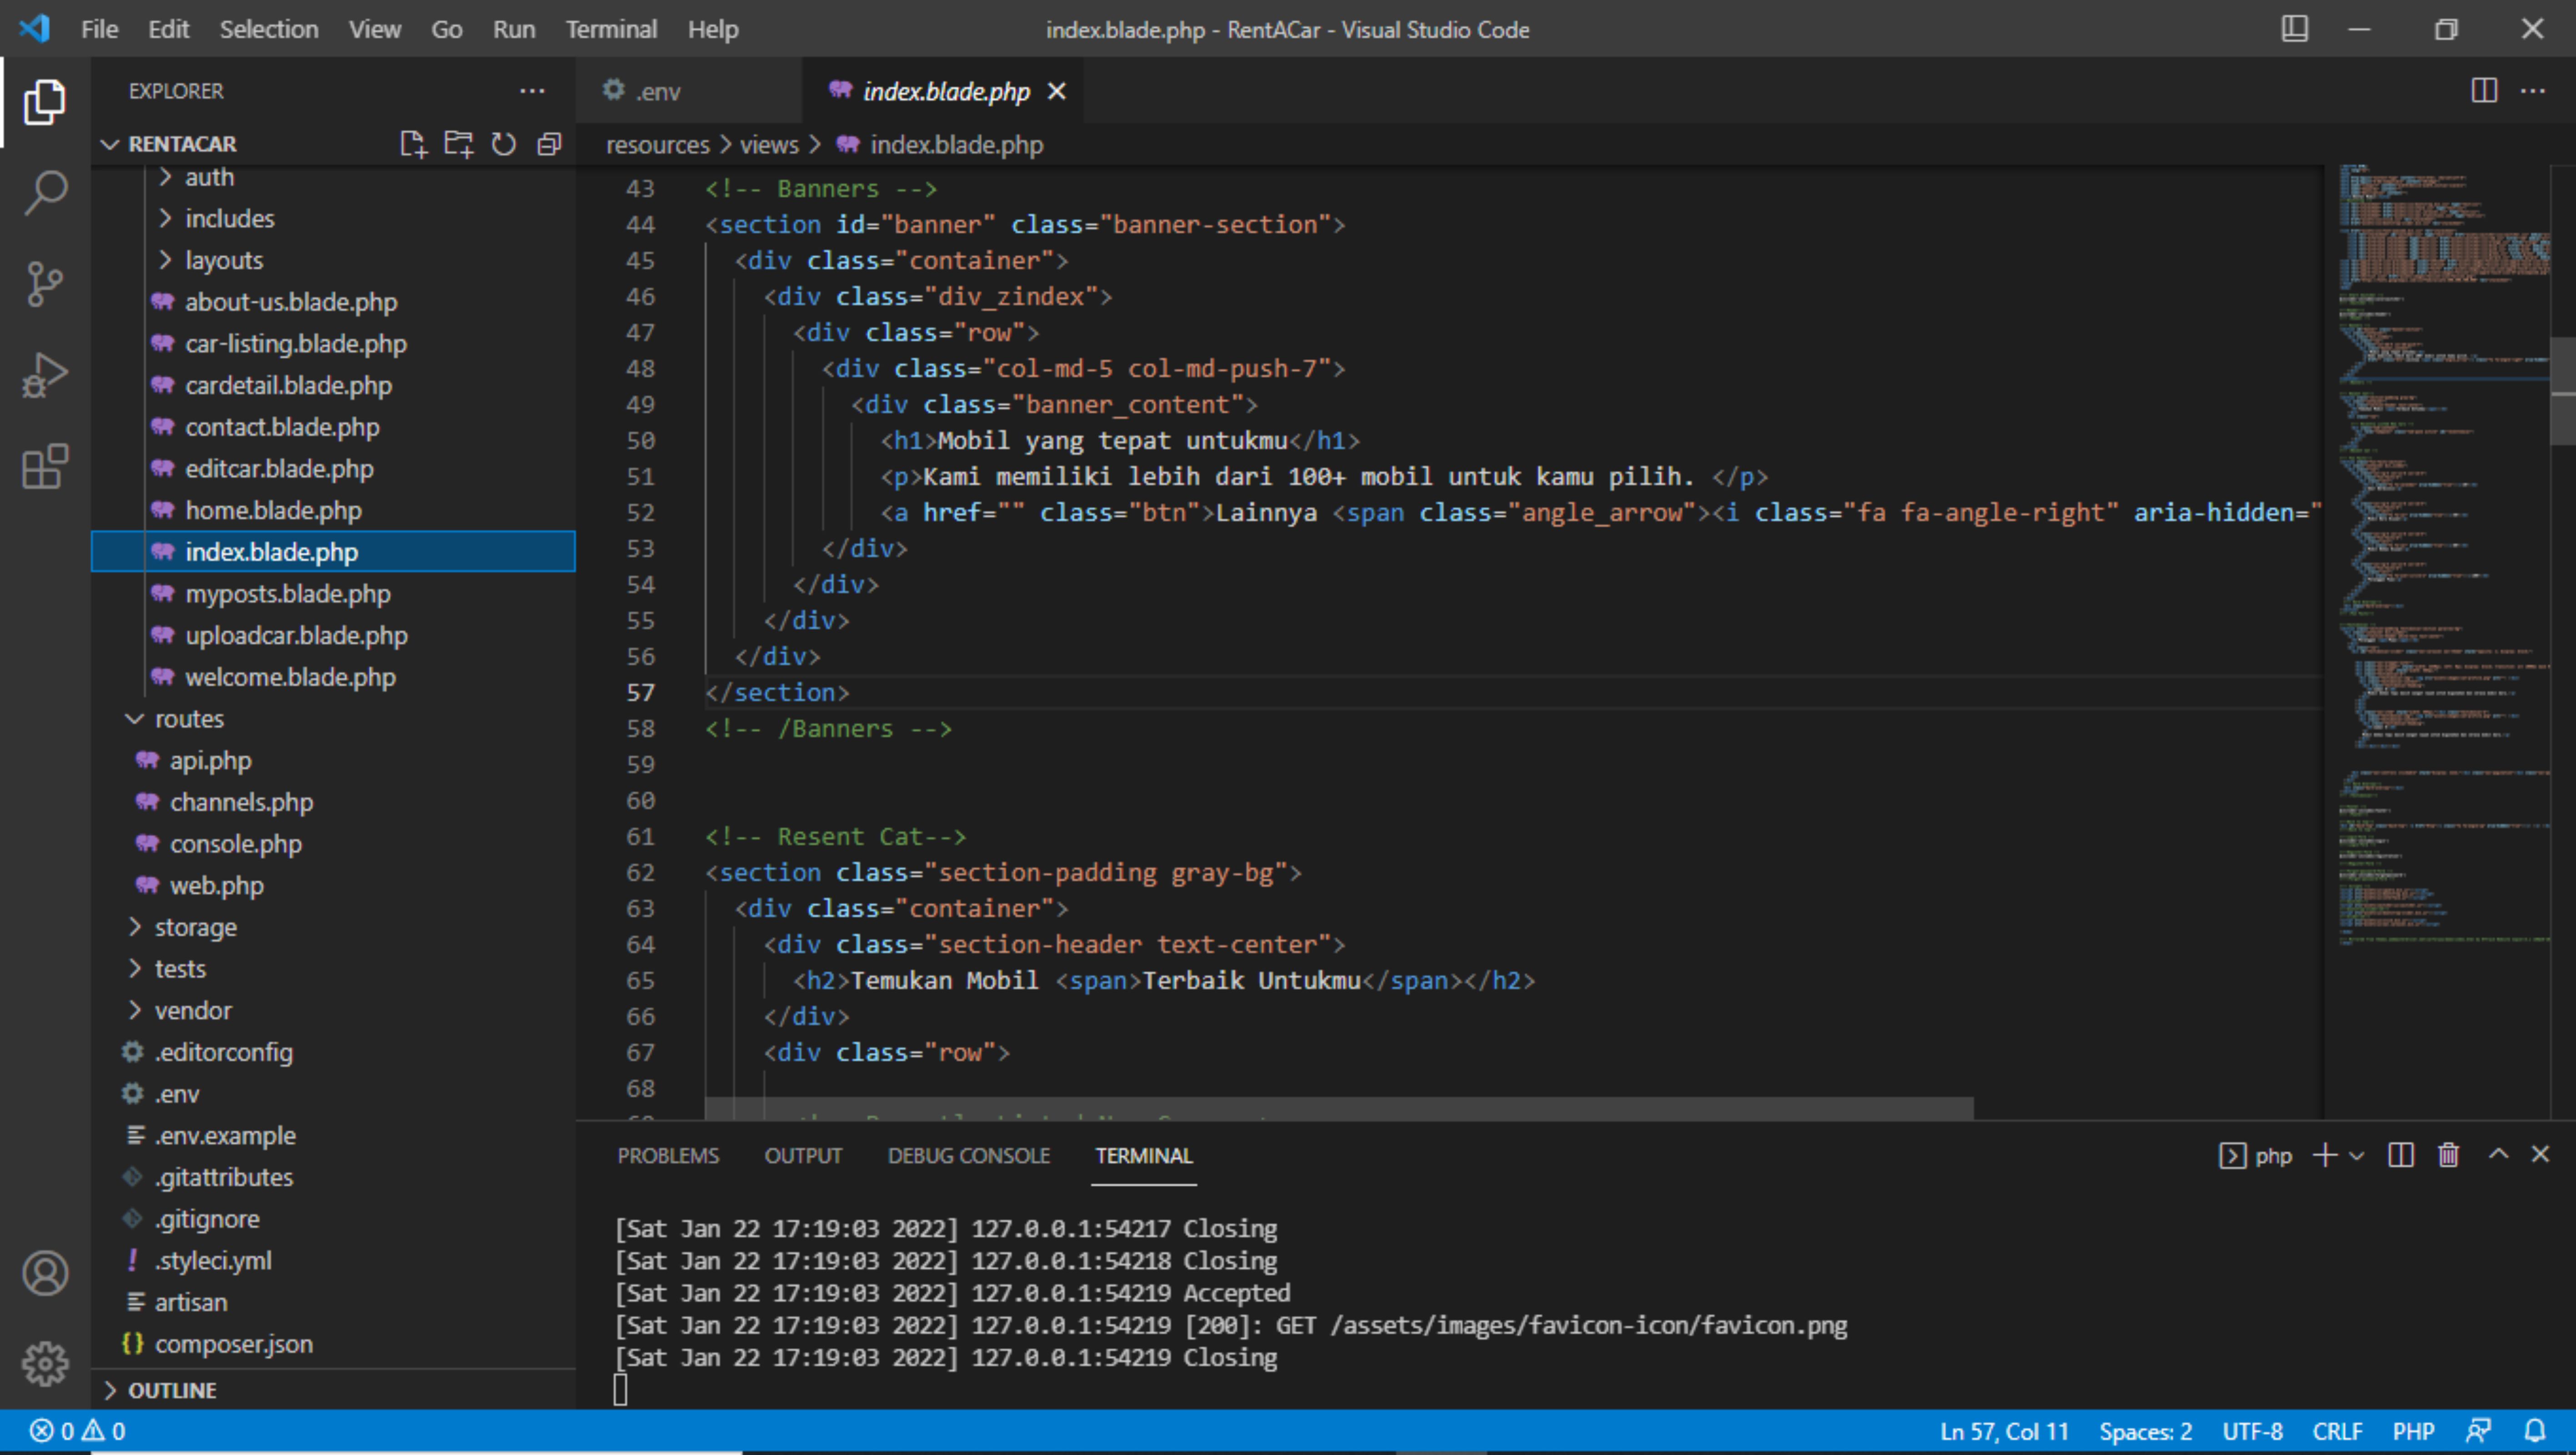 File Edit Selection View Go Run Terminal Help
index.blade.php - RentACar - Visual Studio Code
EXPLORER
RENTACAR
auth
includes
layouts
about-us.blade.php
car-listing.blade.php
cardetail.blade.php
contact.blade.php
editcar.blade.php
home.blade.php
index.blade.php
myposts.blade.php
uploadcar.blade.php
welcome.blade.php
routes
api.php
channels.php
console.php
web.php
storage
tests
vendor
.editorconfig
.env
.env.example
.gitattributes
.gitignore
.styleci.yml
artisan
{} composer.json
OUTLINE
.env
index.blade.php
resources > views > index.blade.php
43 <!-- Banners -->
44 <section id="banner" class="banner-section">
45 <div class="container">
46 <div class="div_zindex">
47 <div class="row">
48 <div class="col-md-5 col-md-push-7">
49 <div class="banner_content">
50 <h1>Mobil yang tepat untukmu</h1>
51 <p>Kami memiliki lebih dari 100+ mobil untuk kamu pilih. </p>
52 <a href="" class="btn">Lainnya <span class="angle_arrow"><i class="fa fa-angle-right" aria-hidden="
53 </div>
54 </div>
55 </div>
56 </div>
57 </section>
58 <!-- /Banners -->
59
60
61 <!-- Resent Cat-->
62 <section class="section-padding gray-bg">
63 <div class="container">
64 <div class="section-header text-center">
65 <h2>Temukan Mobil <span>Terbaik Untukmu</span></h2>
66 </div>
67 <div class="row">
68
PROBLEMS OUTPUT DEBUG CONSOLE TERMINAL
php
[Sat Jan 22 17:19:03 2022] 127.0.0.1:54217 Closing
[Sat Jan 22 17:19:03 2022] 127.0.0.1:54218 Closing
[Sat Jan 22 17:19:03 2022] 127.0.0.1:54219 Accepted
[Sat Jan 22 17:19:03 2022] 127.0.0.1:54219 [200]: GET /assets/images/favicon-icon/favicon.png
[Sat Jan 22 17:19:03 2022] 127.0.0.1:54219 Closing
0 0
Ln 57, Col 11 Spaces: 2 UTF-8 CRLF PHP